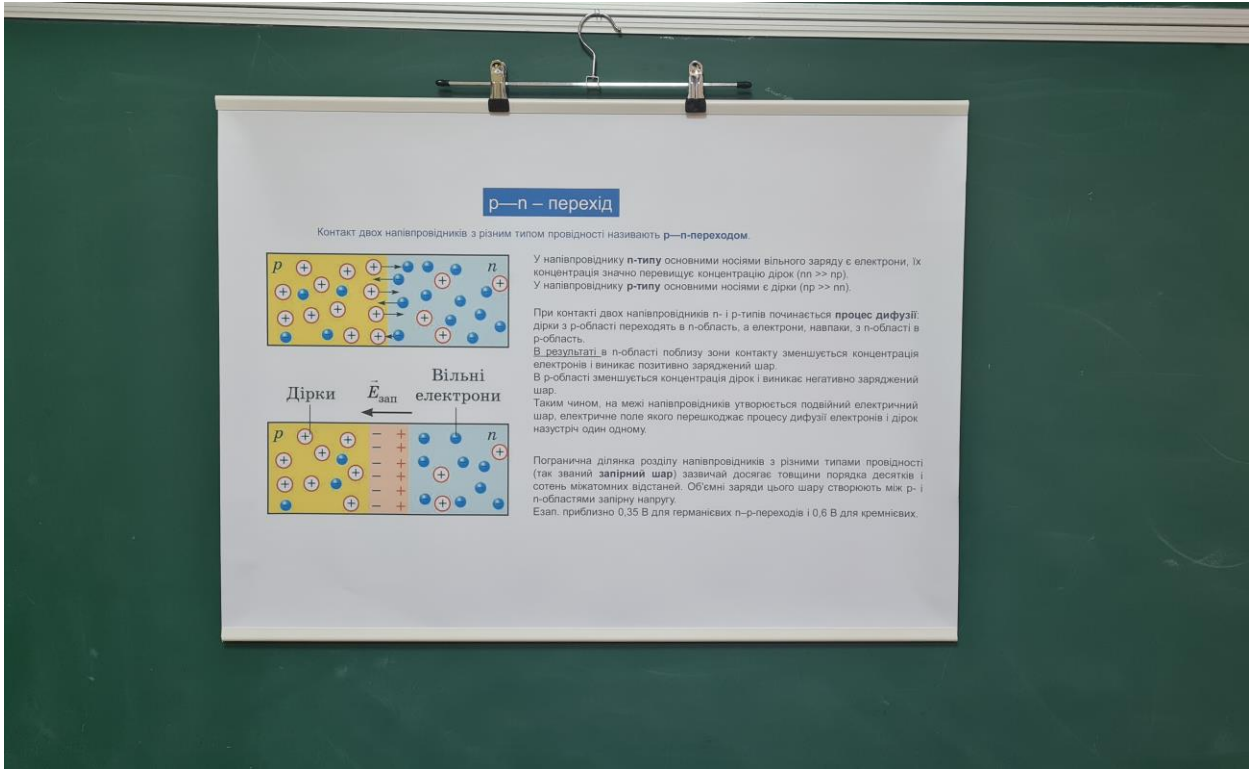 p—n – перехід
Контакт двох напівпровідників з різним типом провідності називають p—n-переходом.
p
n
У напівпровіднику n-типу основними носіями вільного заряду є електрони, їх
концентрація значно перевищує концентрацію дірок (nn >> np).
У напівпровіднику p-типу основними носіями є дірки (np >> nn).
При контакті двох напівпровідників n- і p-типів починається процес дифузії:
дірки з p-області переходять в n-область, а електрони, навпаки, з n-області в
p-область.
В результаті в n-області поблизу зони контакту зменшується концентрація
електронів і виникає позитивно заряджений шар.
В p-області зменшується концентрація дірок і виникає негативно заряджений
шар.
Таким чином, на межі напівпровідників утворюється подвійний електричний
шар, електричне поле якого перешкоджає процесу дифузії електронів і дірок
назустріч один одному.
Дірки
E⃗зап
Вільні
електрони
p
n
Погранична ділянка розділу напівпровідників з різними типами провідності
(так званий запірний шар) зазвичай досягає товщини порядка десятків і
сотень міжатомних відстаней. Об'ємні заряди цього шару створюють між p- і
n-областями запірну напругу.
Eзап. приблизно 0,35 В для германієвих n–p-переходів і 0,6 В для кремнієвих.